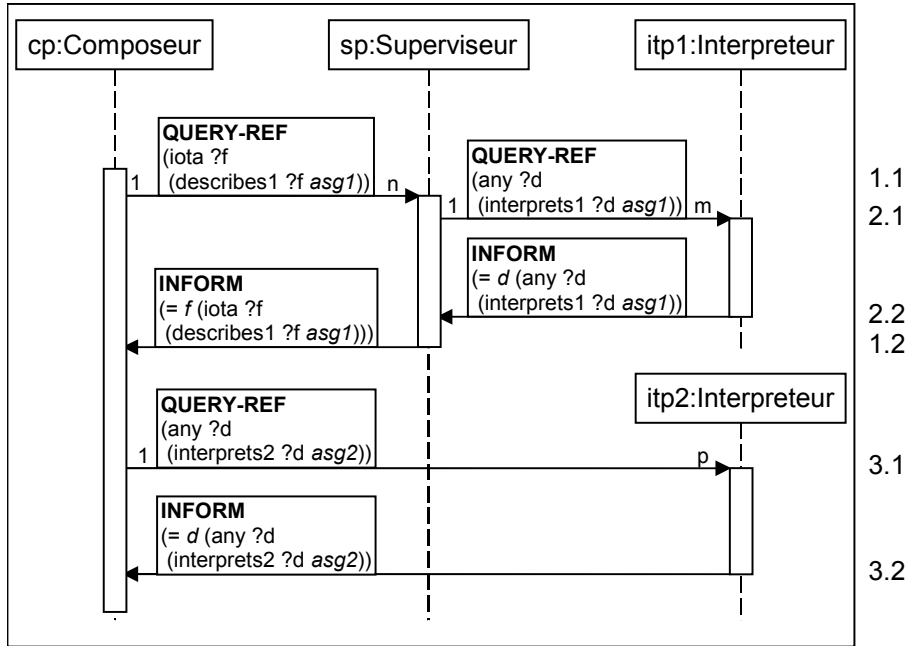 cp:Composeur
sp:Superviseur
itp1:Interpreteur
QUERY-REF
(iota ?f
(describes1 ?f asg1))
1
n
1.1
QUERY-REF
(any ?d
(interprets1 ?d asg1))
1
m
2.1
INFORM
(= d (any ?d
(interprets1 ?d asg1))
2.2
INFORM
(= f (iota ?f
(describes1 ?f asg1)))
1.2
itp2:Interpreteur
QUERY-REF
(any ?d
(interprets2 ?d asg2))
1
p
3.1
INFORM
(= d (any ?d
(interprets2 ?d asg2))
3.2